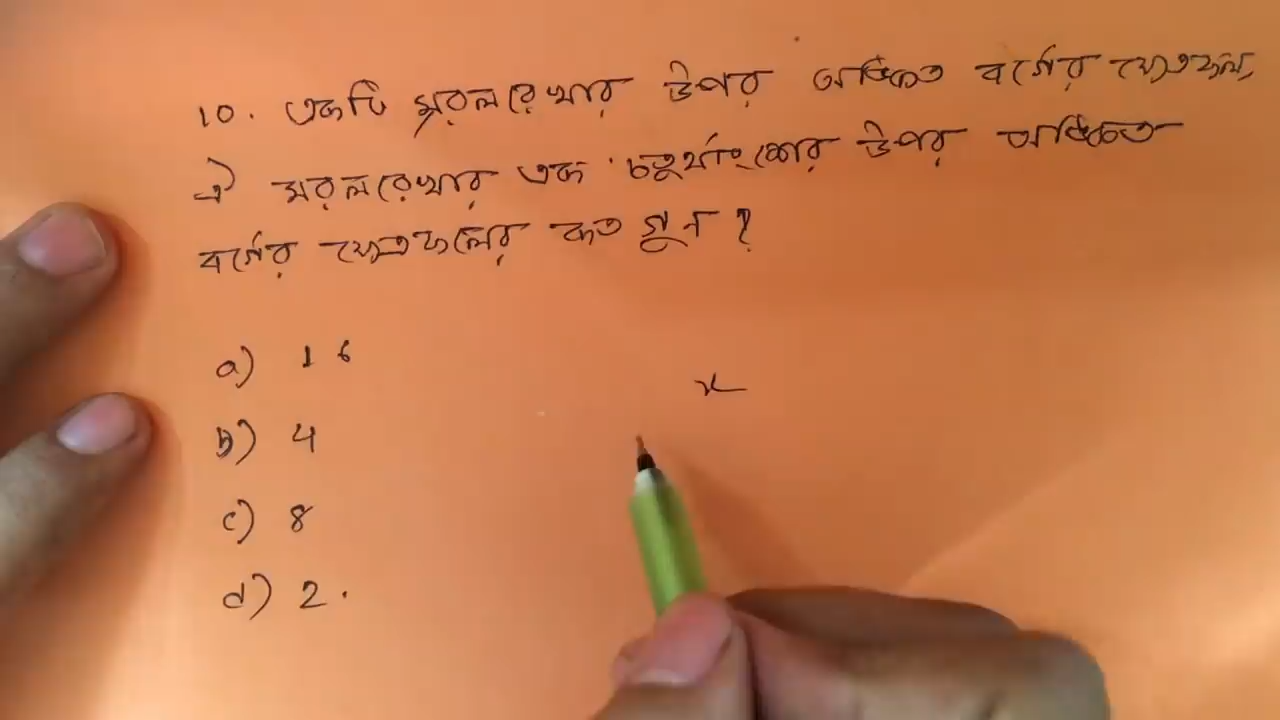 10. একটি সরলরেখার উপর অঙ্কিত বর্গের ক্ষেত্রফল,
ঐ সরলরেখার এক চতুর্থাংশের উপর অঙ্কিত
বর্গের ক্ষেত্রফলের কত গুন ?
a) 16
b) 4
x
c) 8
d) 2.